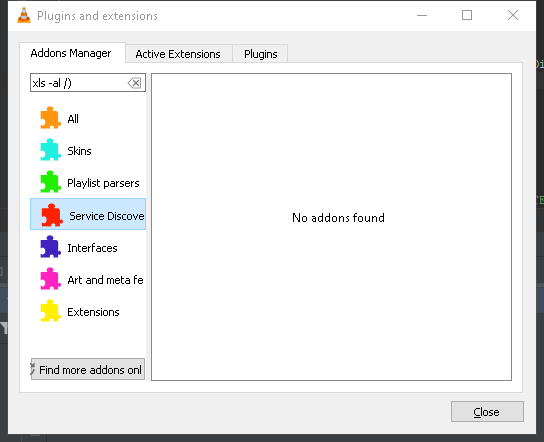 Plugins and extensions
Addons Manager
Active Extensions
Plugins
xls -al /)
All
Skins
Playlist parsers
Service Discove
Interfaces
Art and meta fe
Extensions
No addons found
Find more addons onl
Close